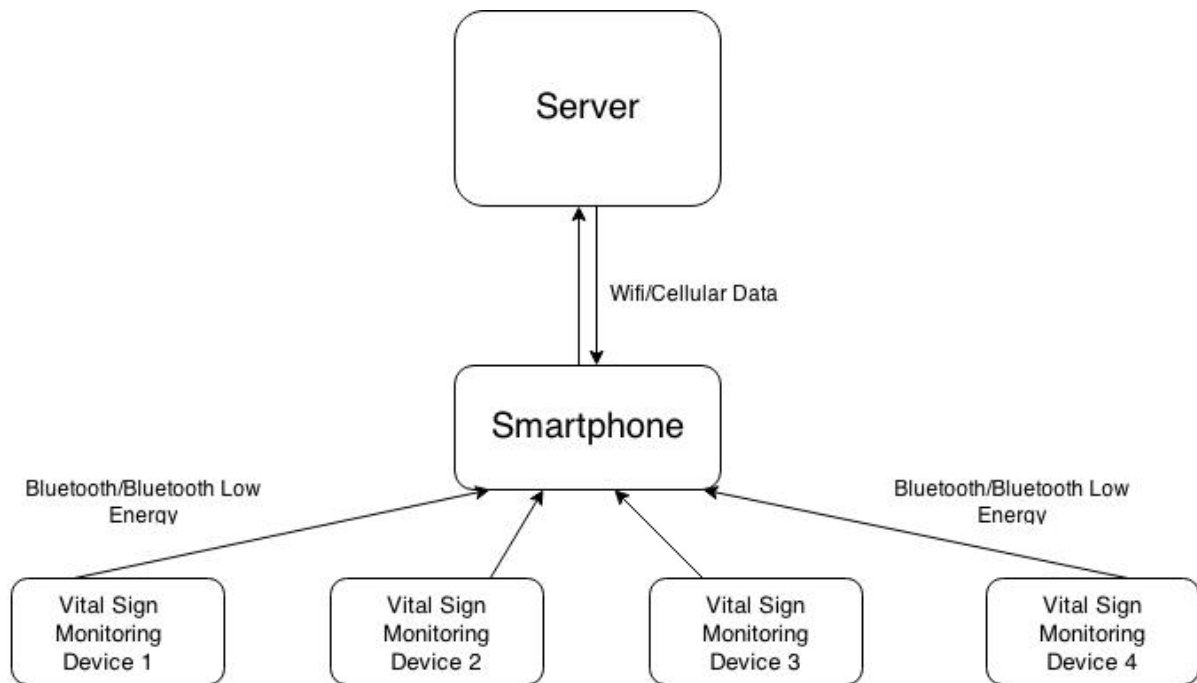 Server
Wifi/Cellular Data
Smartphone
Bluetooth/Bluetooth Low
Energy
Bluetooth/Bluetooth Low
Energy
Vital Sign
Monitoring
Device 1
Vital Sign
Monitoring
Device 2
Vital Sign
Monitoring
Device 3
Vital Sign
Monitoring
Device 4